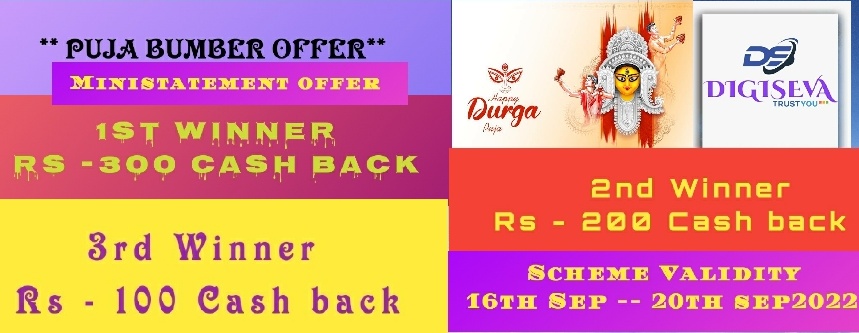 ** PUJA BUMBER OFFER**
MINISTATEMENT OFFER
1ST WINNER
RS -300 CASH BACK
3rd Winner
Rs - 100 Cash back
Happy
Durga
Puja
DS
DIGISEVA
TRUST YOU
2nd Winner
Rs - 200 Cash back
SCHEME VALIDITY
16TH SEP -- 20TH SEP2022